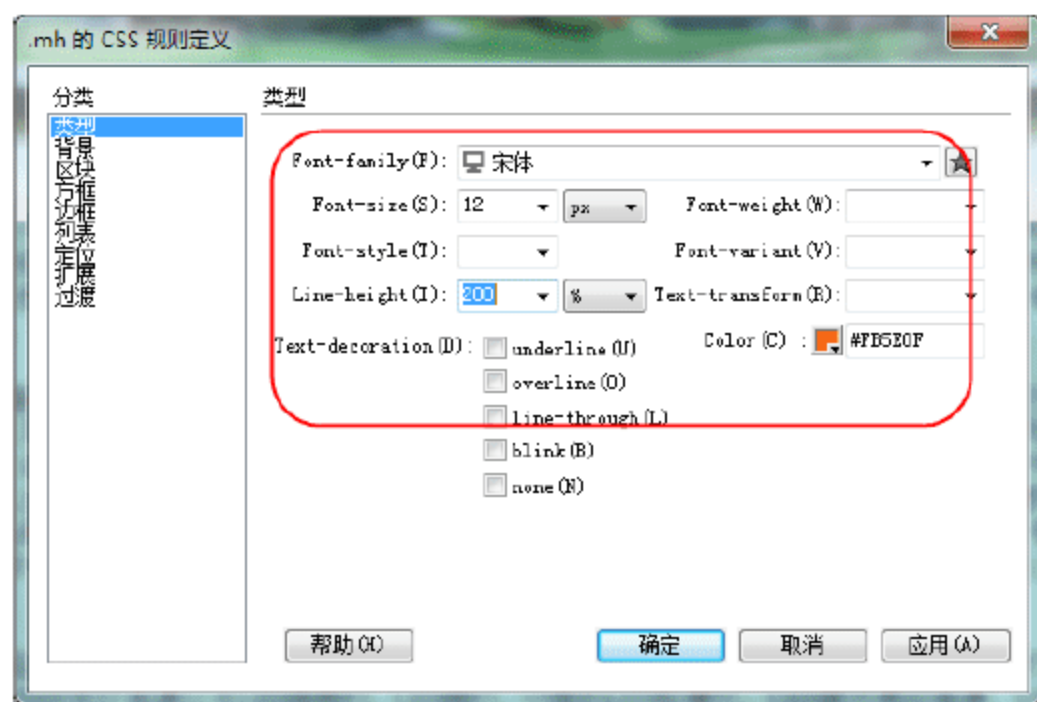 .mh 的 CSS 规则定义
分类
类型
背景
区块
方框
边框
列表
定位
扩展
过渡
类型
Font-family(F): 宋体
Font-size(S): 12 px Font-weight(W):
Font-style(T): Font-variant(V):
Line-height(I): 200 % Text-transform(R):
Text-decoration(D): underline(U) Color(C) : #FB5E0F
overline(O)
line-through(L)
blink(B)
none(N)
帮助(H) 确定 取消 应用(A)